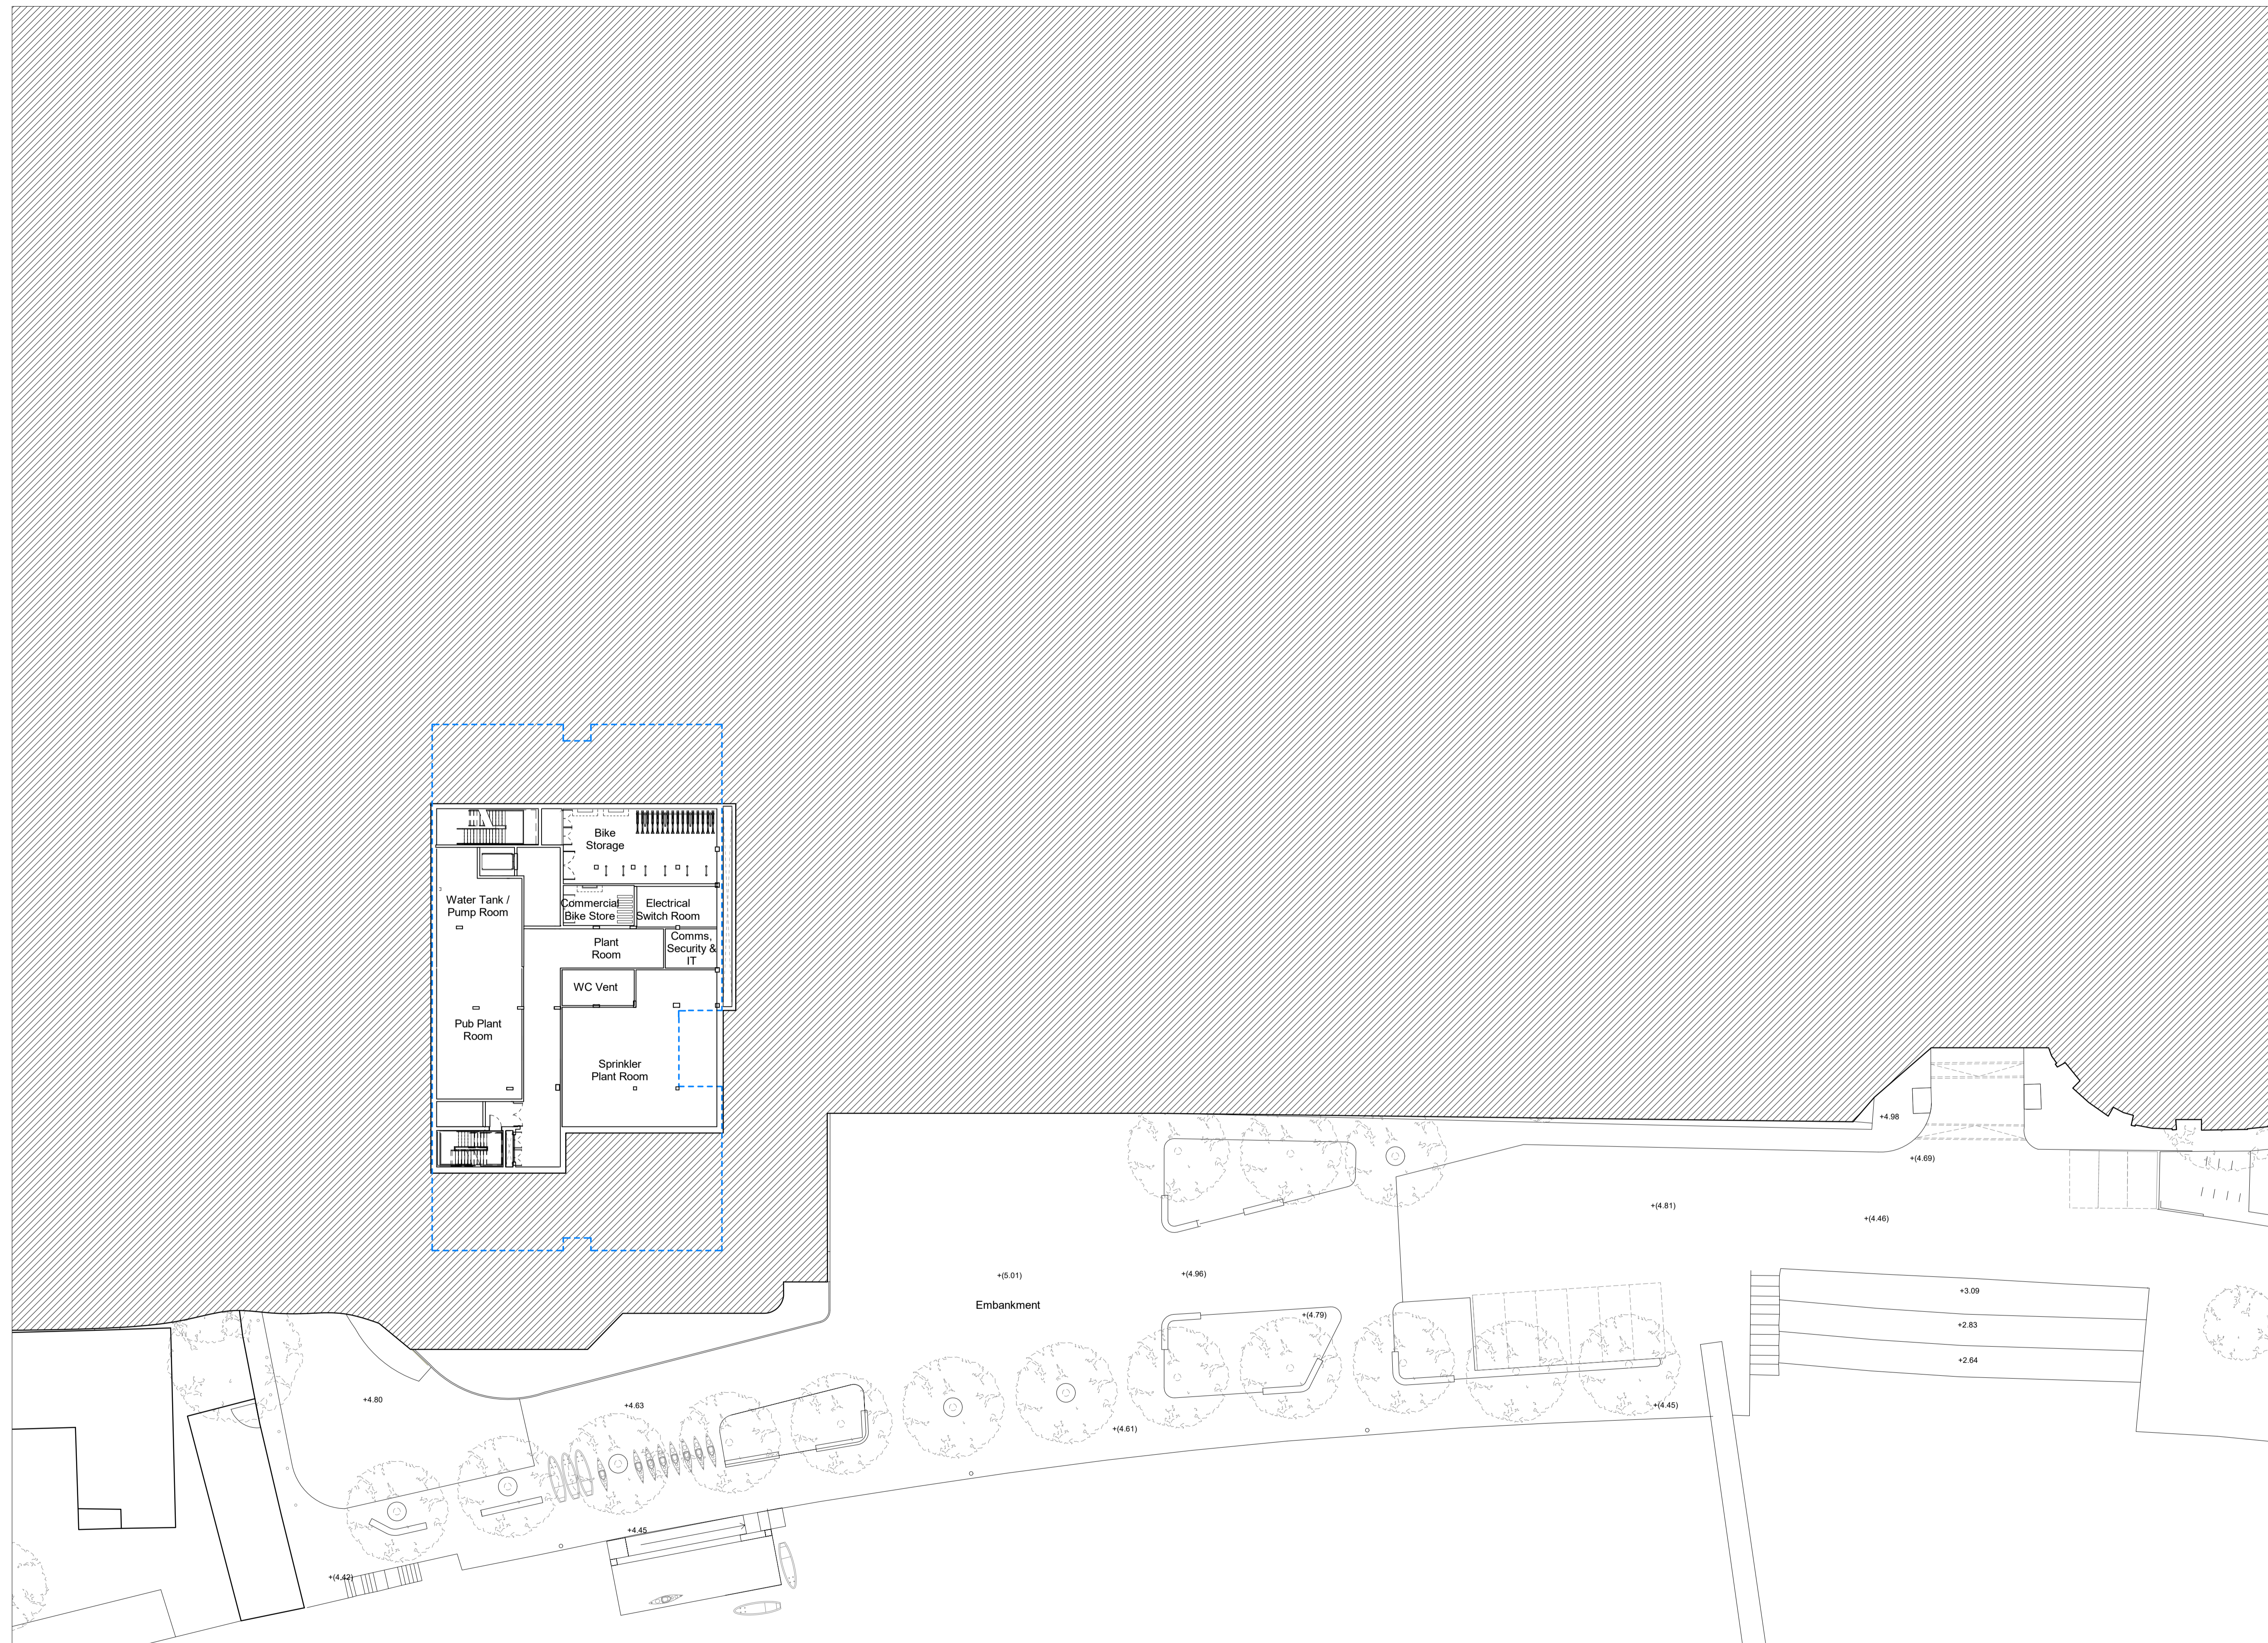 Bike
Storage
3
Water Tank /
Pump Room
Commercial
Bike Store
Electrical
Switch Room
Plant
Room
Comms,
Security &
IT
WC Vent
Pub Plant
Room
Sprinkler
Plant Room
+4.98
+(4.69)
+(4.81)
+(4.46)
+(5.01)
+(4.96)
+3.09
Embankment
+(4.79)
+2.83
+2.64
+4.80
+4.63
+(4.45)
+(4.61)
+4.45
+(4.42)